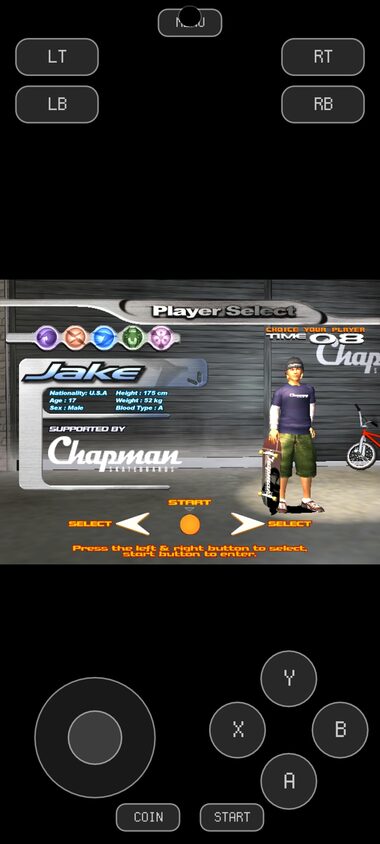 MENU
LT
RT
LB
RB
Player Select
CHOICE YOUR PLAYER
TIME 08
Chap
Jake
Nationality: U.S.A Height : 175 cm
Age : 17 Weight : 52 kg
Sex : Male Blood Type : A
SUPPORTED BY
Chapman
SKATEBOARDS
START
SELECT
SELECT
Press the left & right button to select,
start button to enter.
Y
X
B
A
COIN
START